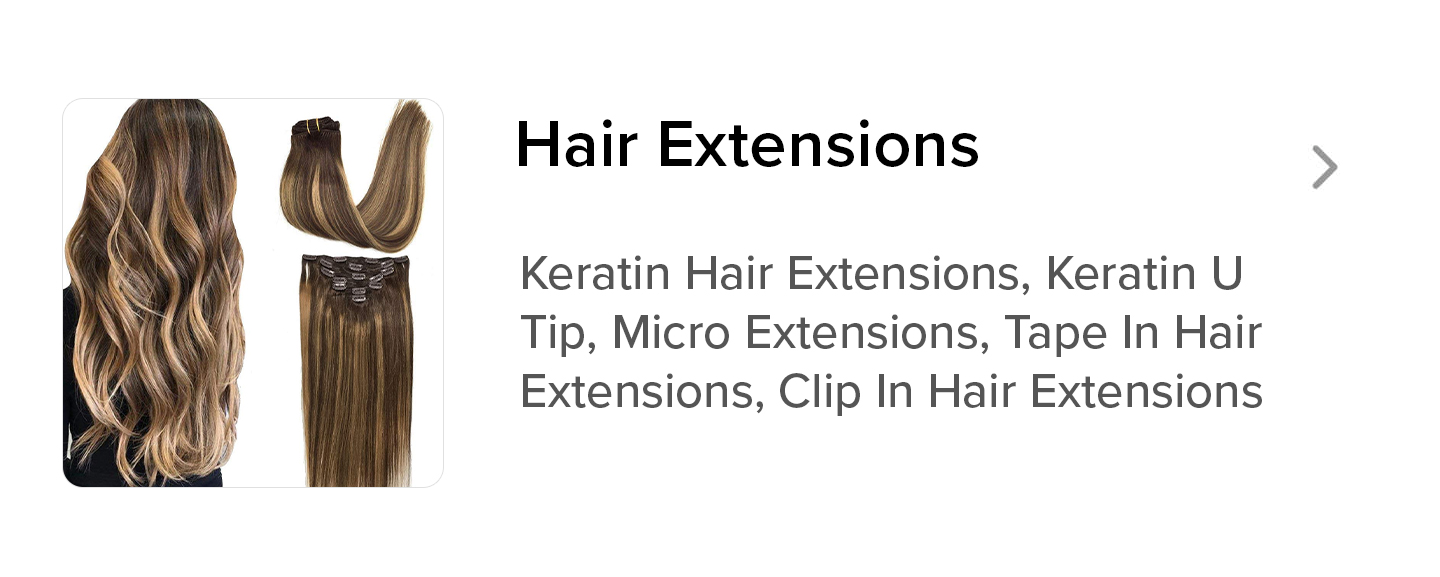 Hair Extensions
Keratin Hair Extensions, Keratin U
Tip, Micro Extensions, Tape In Hair
Extensions, Clip In Hair Extensions